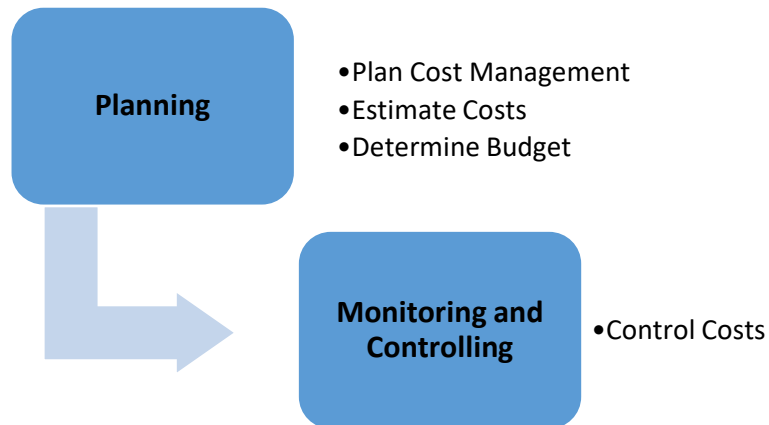 Planning
•Plan Cost Management
•Estimate Costs
•Determine Budget
Monitoring and
Controlling
•Control Costs